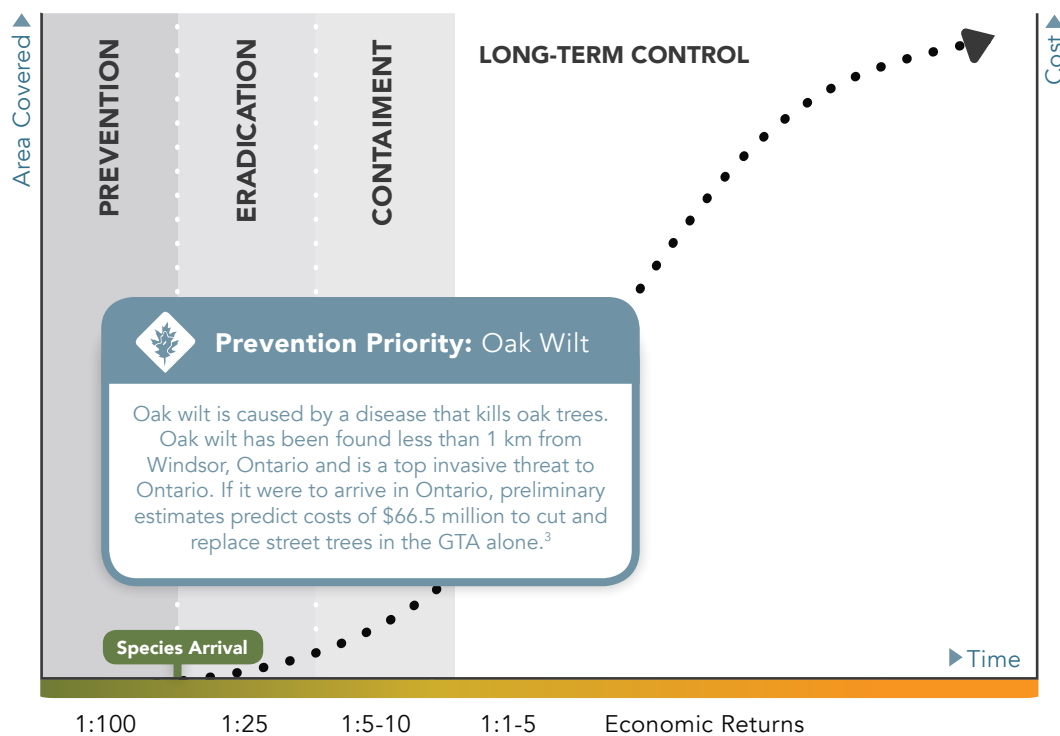 Area Covered
PREVENTION
ERADICATION
CONTAIMENT
LONG-TERM CONTROL
Cost
Prevention Priority: Oak Wilt
Oak wilt is caused by a disease that kills oak trees.
Oak wilt has been found less than 1 km from
Windsor, Ontario and is a top invasive threat to
Ontario. If it were to arrive in Ontario, preliminary
estimates predict costs of $66.5 million to cut and
replace street trees in the GTA alone.³
Species Arrival
Time
1:100 1:25 1:5-10 1:1-5 Economic Returns